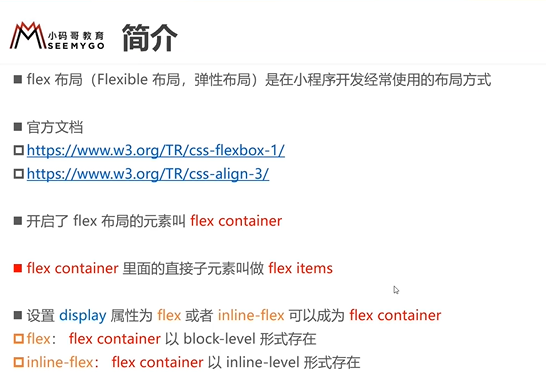 小码哥教育
SEEMYGO
简介
flex 布局（Flexible 布局，弹性布局）是在小程序开发经常使用的布局方式
官方文档
https://www.w3.org/TR/css-flexbox-1/
https://www.w3.org/TR/css-align-3/
开启了 flex 布局的元素叫 flex container
flex container 里面的直接子元素叫做 flex items
设置 display 属性为 flex 或者 inline-flex 可以成为 flex container
flex： flex container 以 block-level 形式存在
inline-flex： flex container 以 inline-level 形式存在